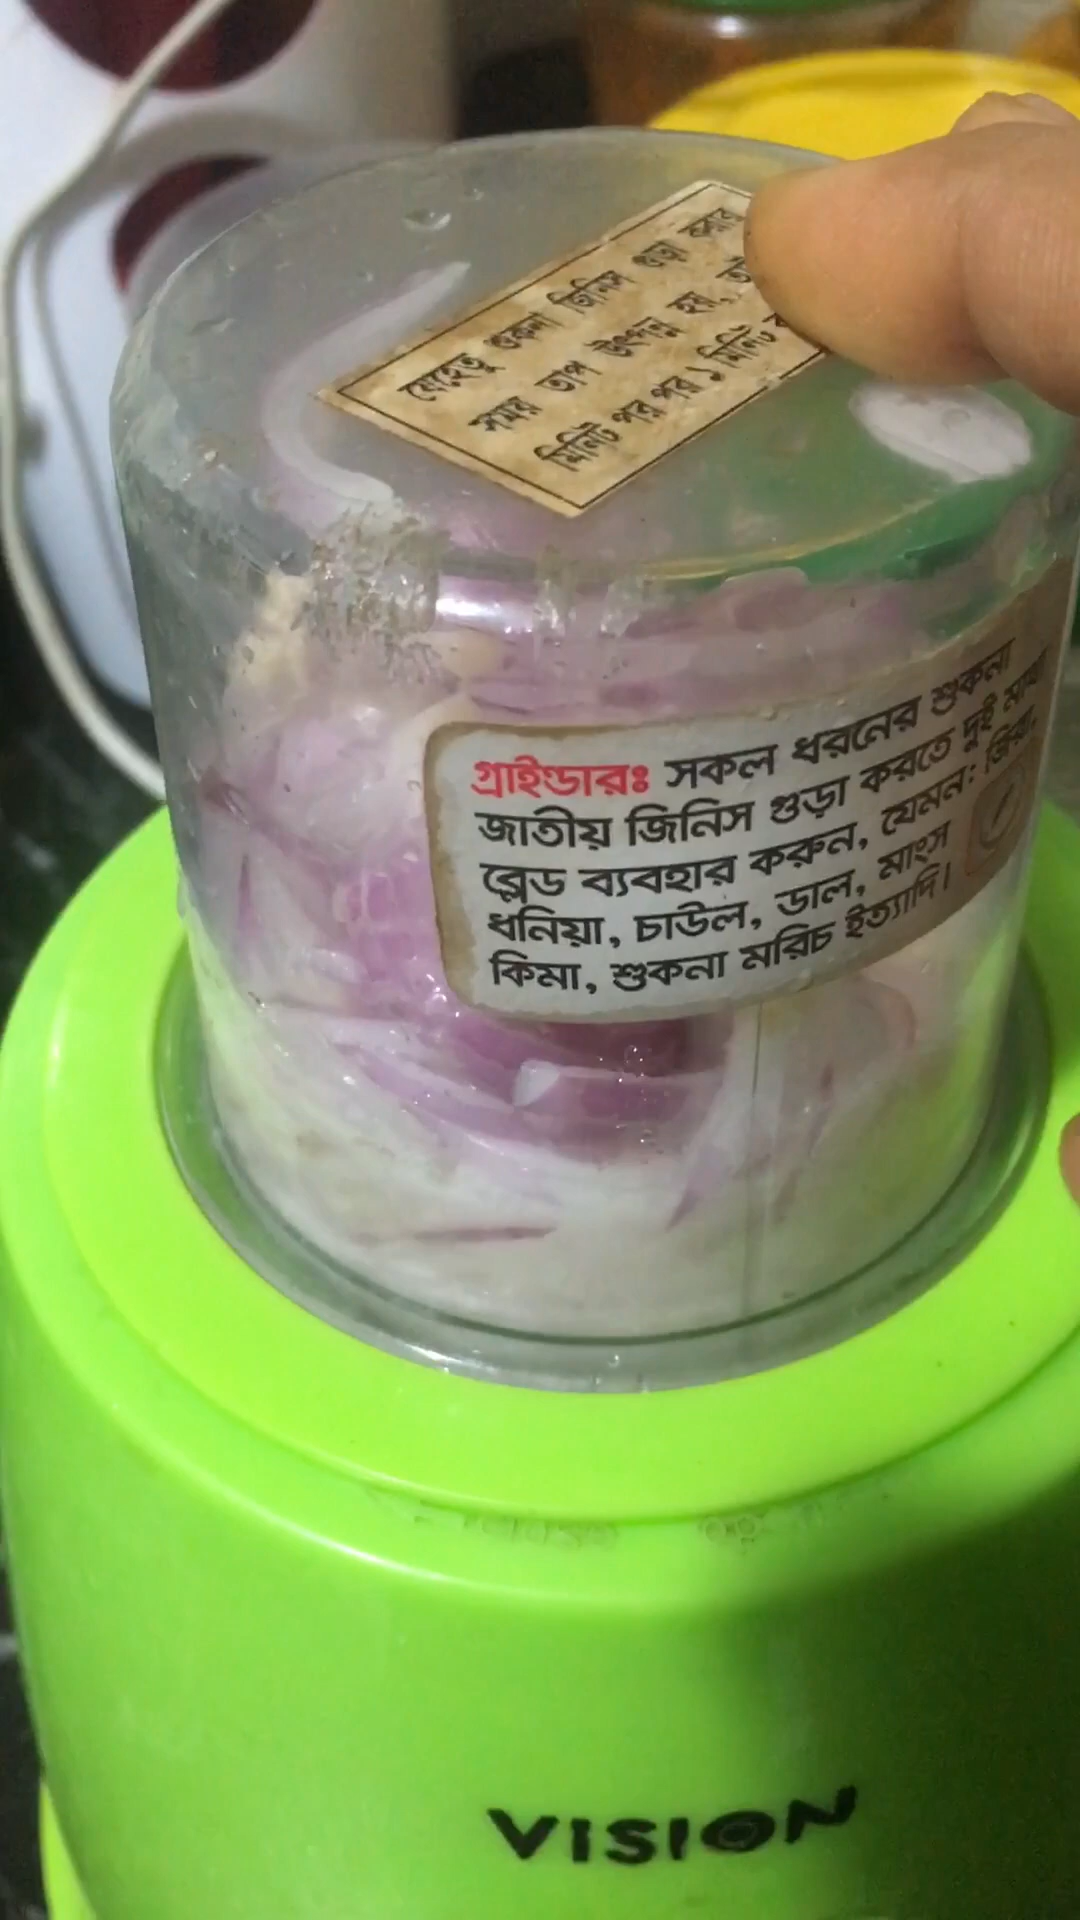 যেহেতু শুকনা জিনিস গুড়া করার
সময় তাপ উৎপন্ন হয়,
মিনিট পর পর ১ মিনিট
গ্রাইন্ডারঃ সকল ধরনের শুকনা
জাতীয় জিনিস গুড়া করতে দুই মাথা
ব্লেড ব্যবহার করুন, যেমন: জিরা,
ধনিয়া, চাউল, ডাল, মাংস
কিমা, শুকনা মরিচ ইত্যাদি।
VISION